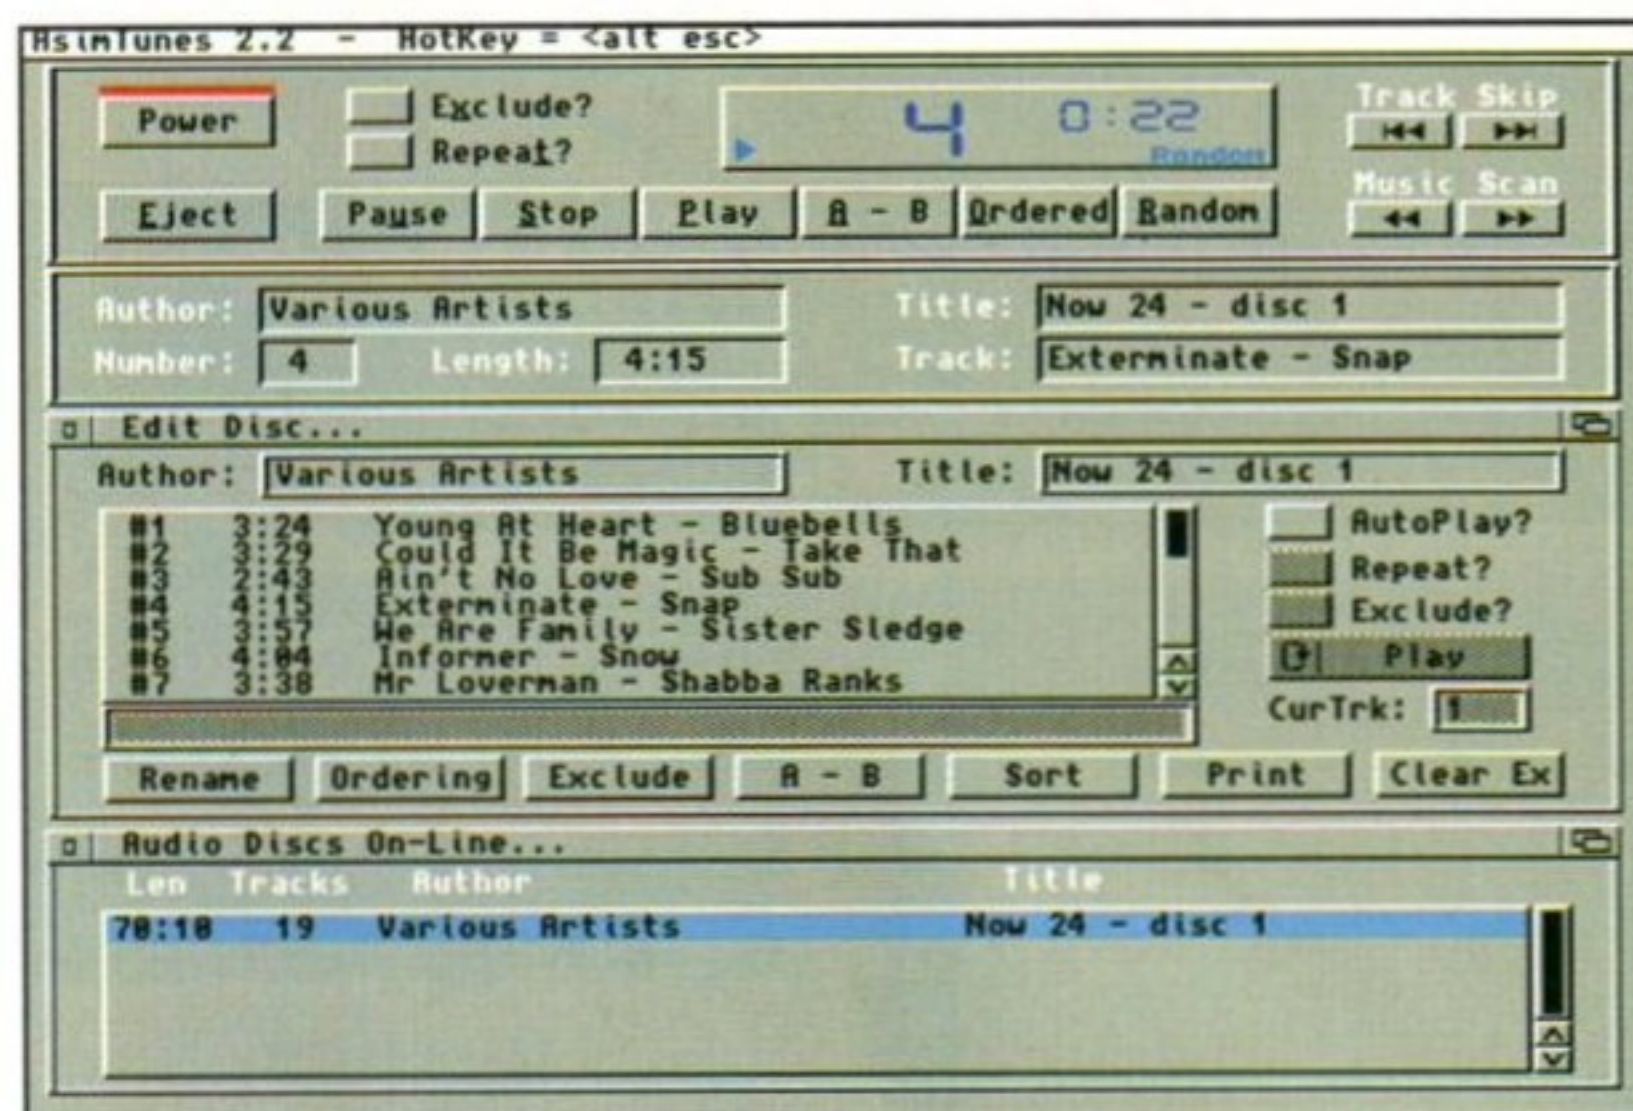 AsimTunes 2.2 - HotKey = <alt esc>
Power Exclude? 4 0:22 Track Skip
Repeat? Random
Music Scan
Eject Pause Stop Play A - B Ordered Random
Author: Various Artists Title: Now 24 - disc 1
Number: 4 Length: 4:15 Track: Exterminate - Snap
Edit Disc...
Author: Various Artists Title: Now 24 - disc 1
#1 3:24 Young At Heart - Bluebells AutoPlay?
#2 3:29 Could It Be Magic - Take That
#3 2:43 Ain't No Love - Sub Sub Repeat?
#4 4:15 Exterminate - Snap Exclude?
#5 3:57 We Are Family - Sister Sledge
#6 4:04 Informer - Snow Play
#7 3:38 Mr Loverman - Shabba Ranks
CurTrk: 1
Rename Ordering Exclude A - B Sort Print Clear Ex
Audio Discs On-Line...
Len Tracks Author Title
70:10 19 Various Artists Now 24 - disc 1